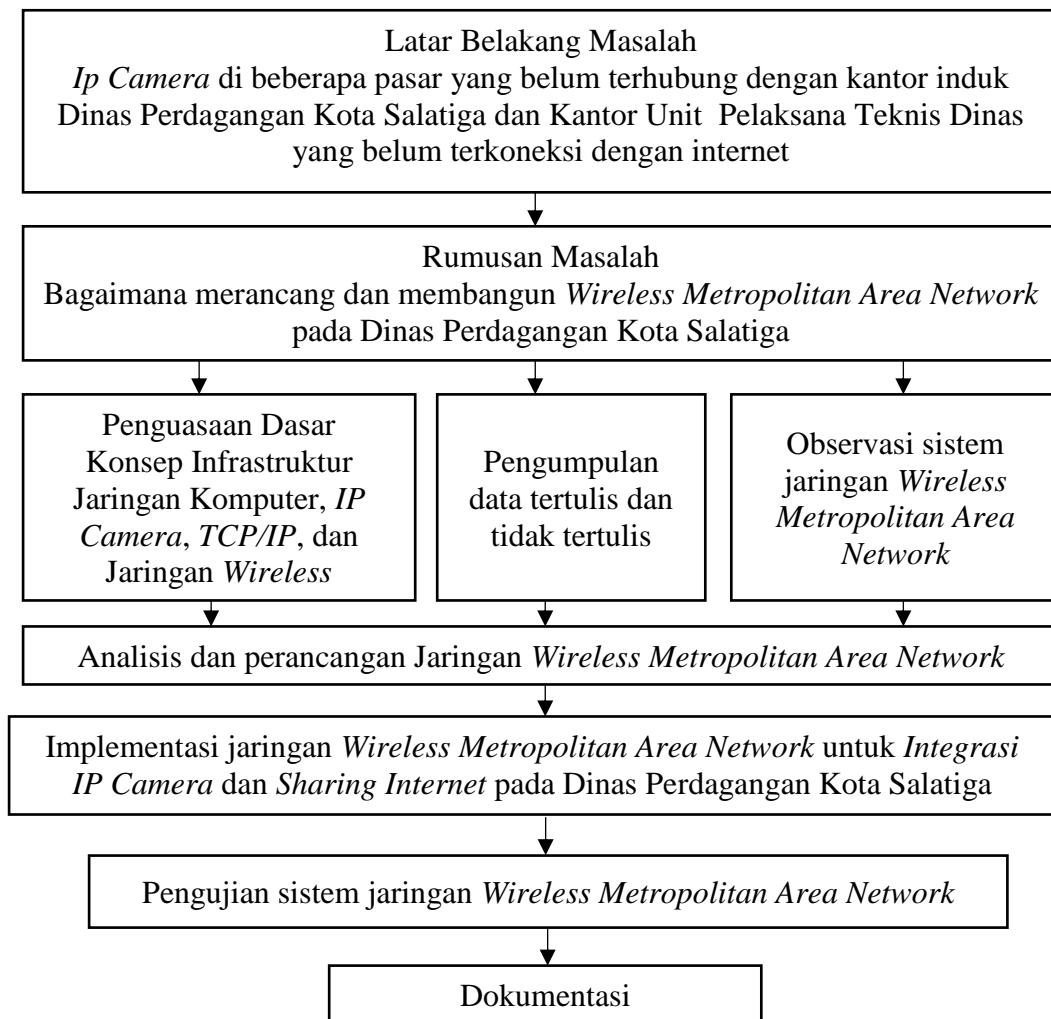 Latar Belakang Masalah
Ip Camera di beberapa pasar yang belum terhubung dengan kantor induk
Dinas Perdagangan Kota Salatiga dan Kantor Unit Pelaksana Teknis Dinas
yang belum terkoneksi dengan internet
Rumusan Masalah
Bagaimana merancang dan membangun Wireless Metropolitan Area Network
pada Dinas Perdagangan Kota Salatiga
Penguasaan Dasar
Konsep Infrastruktur
Jaringan Komputer, IP
Camera, TCP/IP, dan
Jaringan Wireless
Pengumpulan
data tertulis dan
tidak tertulis
Observasi sistem
jaringan Wireless
Metropolitan Area
Network
Analisis dan perancangan Jaringan Wireless Metropolitan Area Network
Implementasi jaringan Wireless Metropolitan Area Network untuk Integrasi
IP Camera dan Sharing Internet pada Dinas Perdagangan Kota Salatiga
Pengujian sistem jaringan Wireless Metropolitan Area Network
Dokumentasi